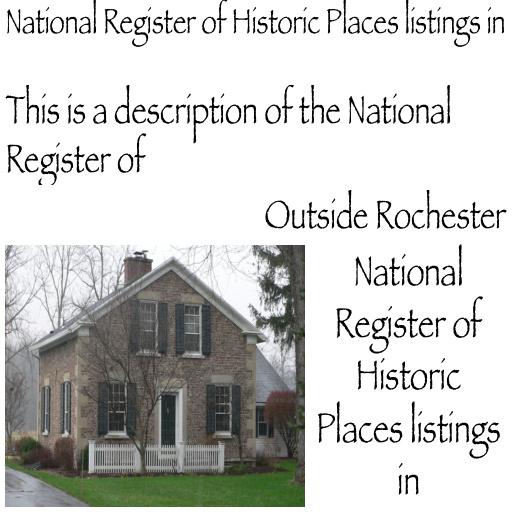 National Register of Historic Places listings in
This is a description of the National
Register of
Outside Rochester
National
Register of
Historic
Places listings
in